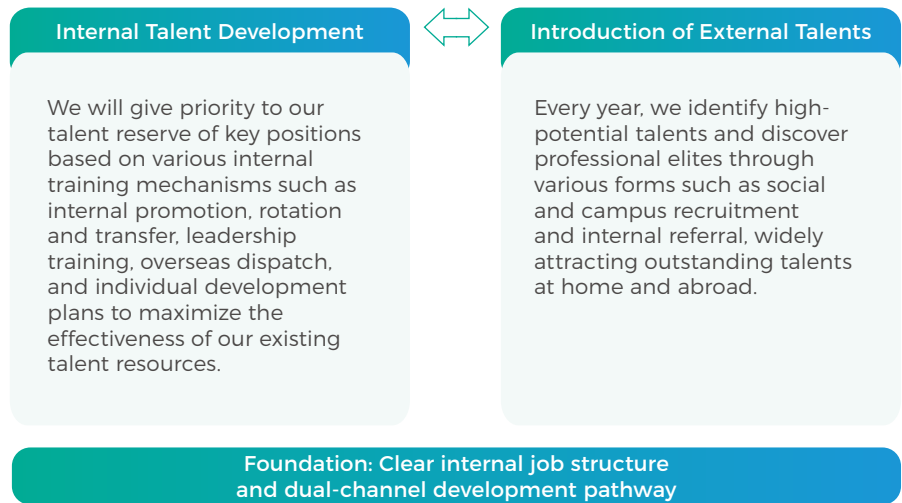 Internal Talent Development
We will give priority to our
talent reserve of key positions
based on various internal
training mechanisms such as
internal promotion, rotation
and transfer, leadership
training, overseas dispatch,
and individual development
plans to maximize the
effectiveness of our existing
talent resources.
Introduction of External Talents
Every year, we identify high-
potential talents and discover
professional elites through
various forms such as social
and campus recruitment
and internal referral, widely
attracting outstanding talents
at home and abroad.
Foundation: Clear internal job structure
and dual-channel development pathway